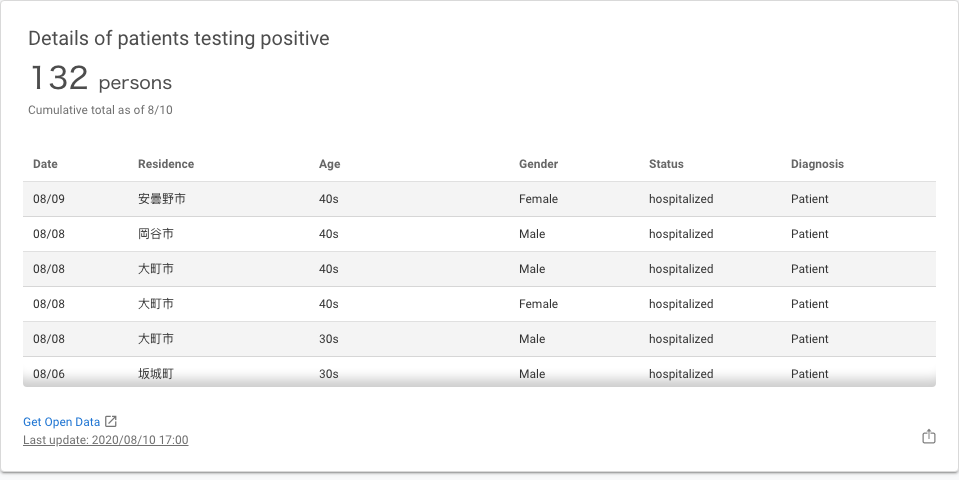 Details of patients testing positive
132 persons
Cumulative total as of 8/10
Date Residence Age Gender Status Diagnosis
08/09 安曇野市 40s Female hospitalized Patient
08/08 岡谷市 40s Male hospitalized Patient
08/08 大町市 40s Male hospitalized Patient
08/08 大町市 40s Female hospitalized Patient
08/08 大町市 30s Male hospitalized Patient
08/06 坂城町 30s Male hospitalized Patient
Get Open Data
Last update: 2020/08/10 17:00